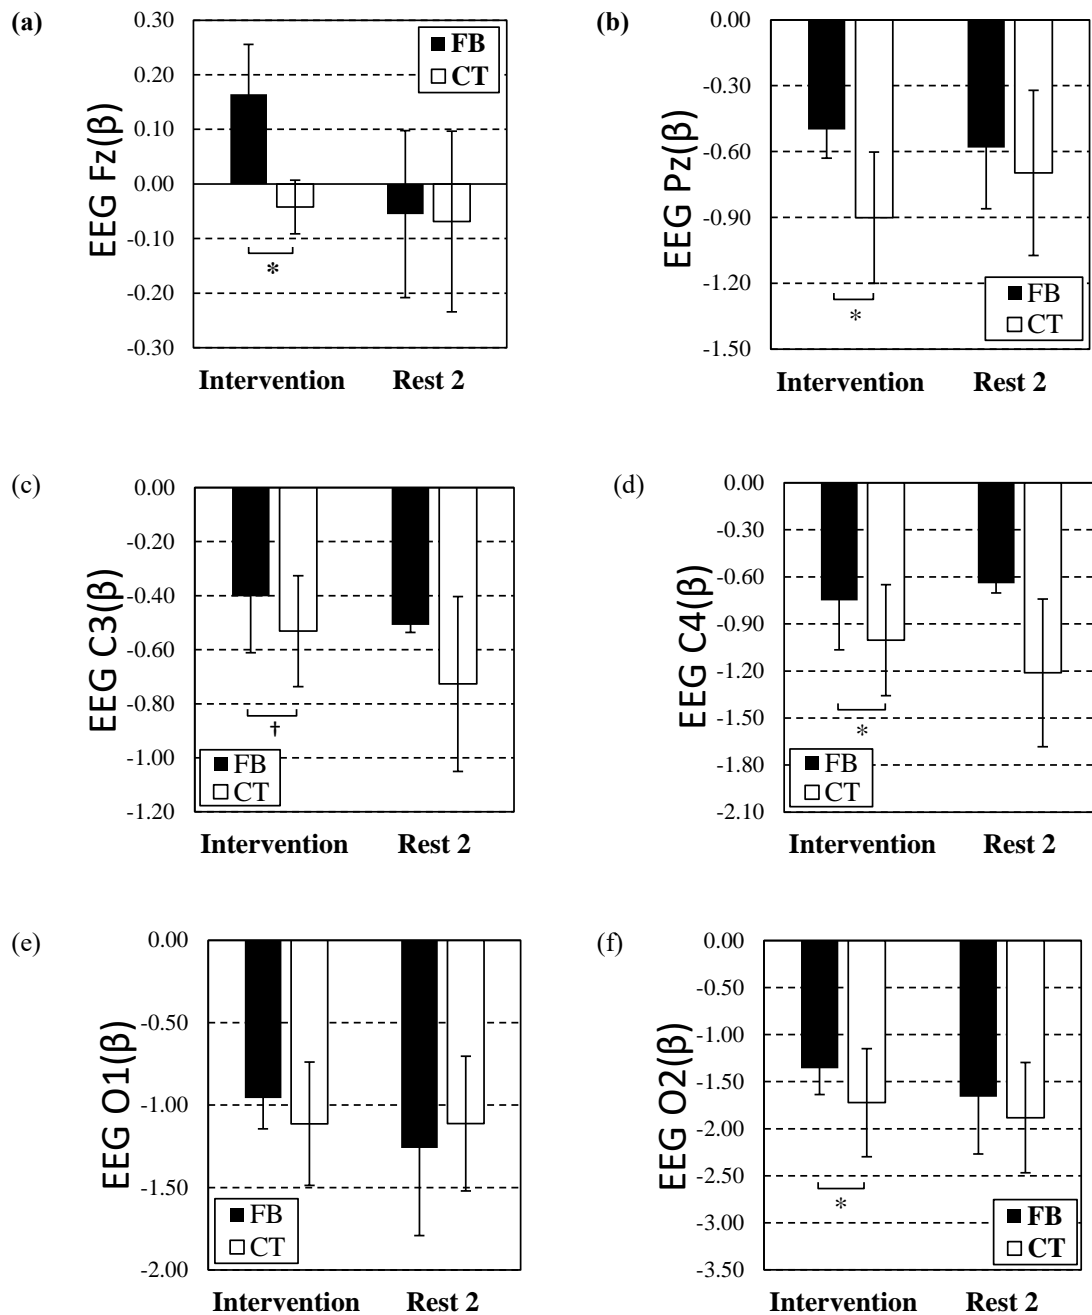 (a)
EEG Fz(β)
0.30
0.20
0.10
0.00
-0.10
-0.20
-0.30
FB
CT
*
Intervention
Rest 2
(b)
EEG Pz(β)
0.00
-0.30
-0.60
-0.90
-1.20
-1.50
FB
CT
*
Intervention
Rest 2
(c)
EEG C3(β)
0.00
-0.20
-0.40
-0.60
-0.80
-1.00
-1.20
FB
CT
†
Intervention
Rest 2
(d)
EEG C4(β)
0.00
-0.30
-0.60
-0.90
-1.20
-1.50
-1.80
-2.10
FB
CT
*
Intervention
Rest 2
(e)
EEG O1(β)
0.00
-0.50
-1.00
-1.50
-2.00
FB
CT
Intervention
Rest 2
(f)
EEG O2(β)
0.00
-0.50
-1.00
-1.50
-2.00
-2.50
-3.00
-3.50
FB
CT
*
Intervention
Rest 2